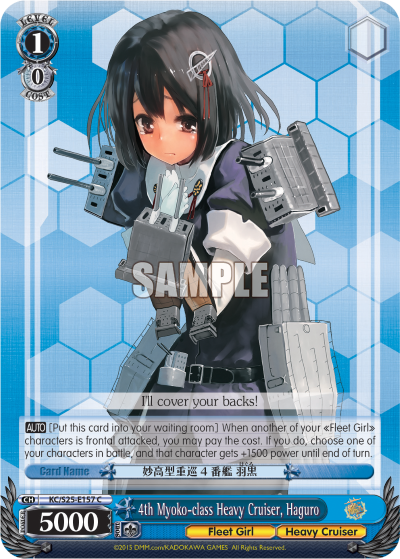 LEVEL
1
0
COST
SAMPLE
I'll cover your backs!
AUTO [Put this card into your waiting room] When another of your «Fleet Girl»
characters is frontal attacked, you may pay the cost. If you do, choose one of
your characters in battle, and that character gets +1500 power until end of turn.
Card Name 妙高型重巡4番艦 羽黒
CH KC/S25-E157 C
4th Myoko-class Heavy Cruiser, Haguro
5000
Fleet Girl Heavy Cruiser
©2015 DMM.com/KADOKAWA GAMES All Rights Reserved.